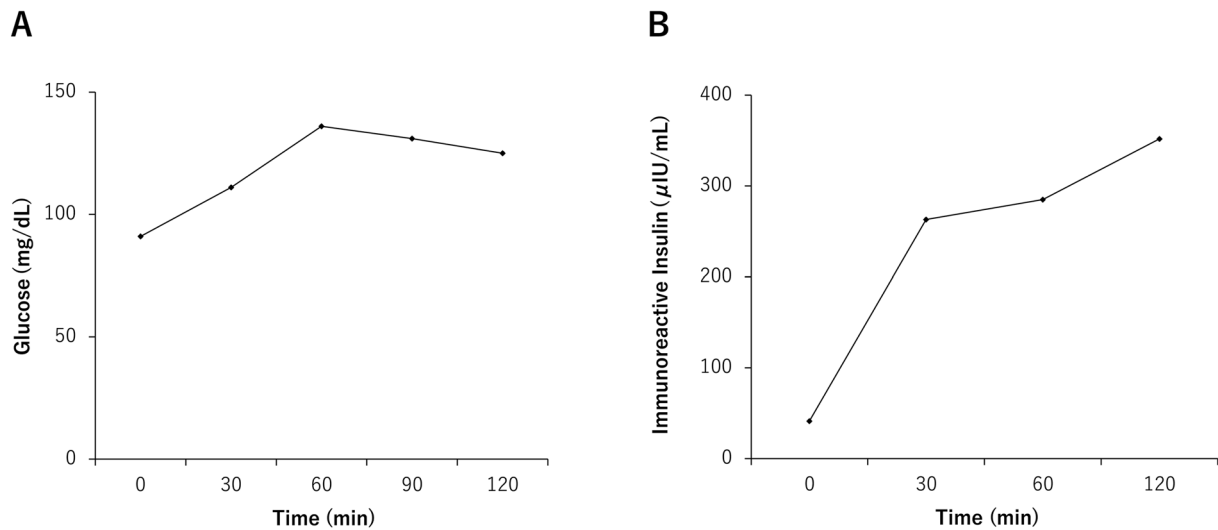 A
150
100
50
0
Glucose (mg/dL)
0 30 60 90 120
Time (min)
B
400
300
200
100
0
Immunoreactive Insulin (μIU/mL)
0 30 60 120
Time (min)